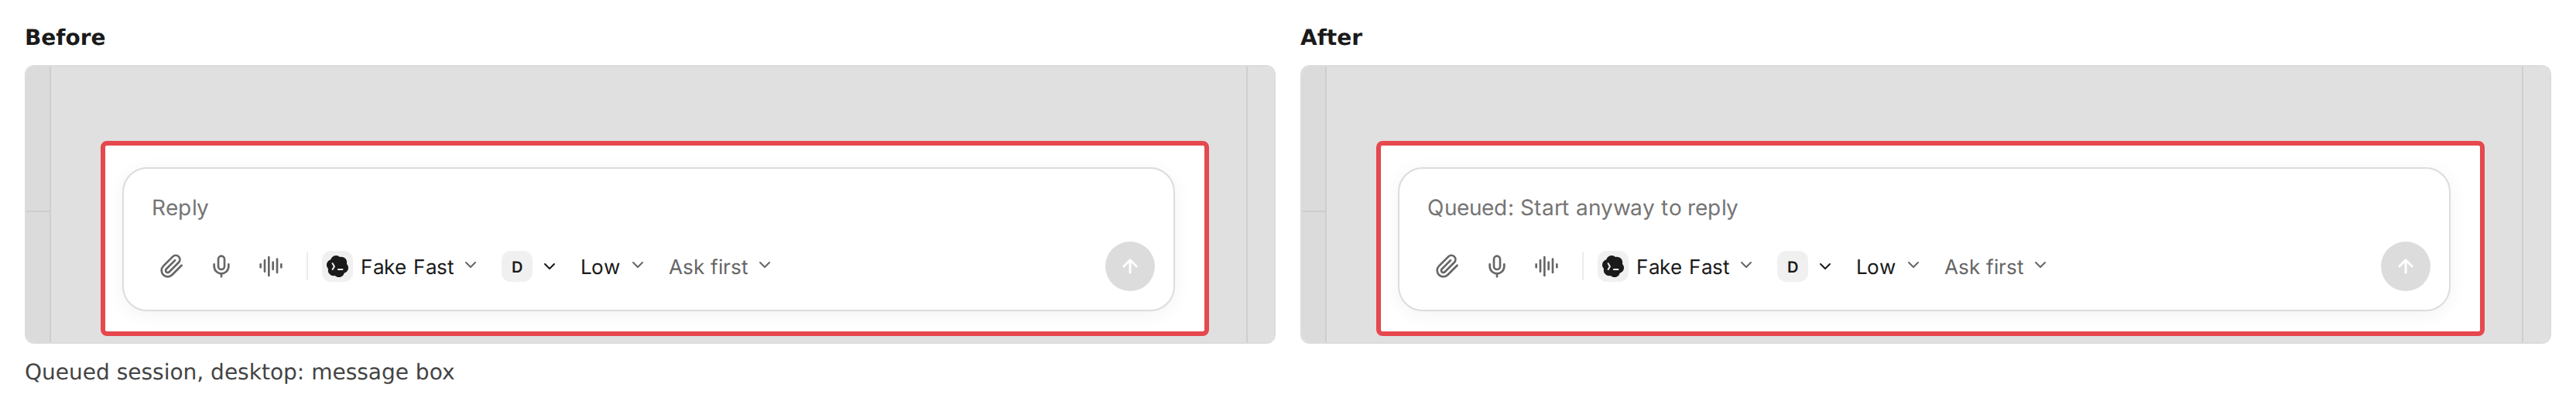 Before
Reply
Fake Fast D Low Ask first
After
Queued: Start anyway to reply
Fake Fast D Low Ask first
Queued session, desktop: message box